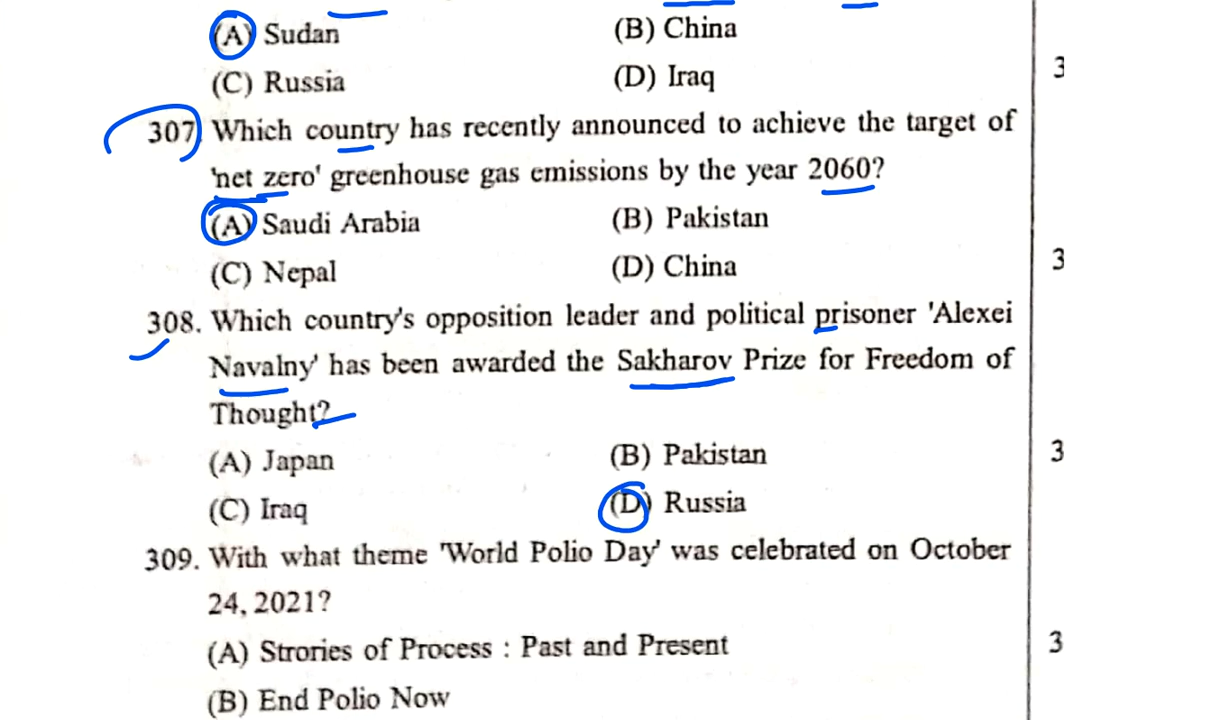 (A) Sudan (B) China
(C) Russia (D) Iraq
3
307. Which country has recently announced to achieve the target of
'net zero' greenhouse gas emissions by the year 2060?
(A) Saudi Arabia (B) Pakistan
(C) Nepal (D) China
3
308. Which country's opposition leader and political prisoner 'Alexei
Navalny' has been awarded the Sakharov Prize for Freedom of
Thought?
(A) Japan (B) Pakistan
3
(C) Iraq (D) Russia
309. With what theme 'World Polio Day' was celebrated on October
24, 2021?
(A) Strories of Process : Past and Present
3
(B) End Polio Now